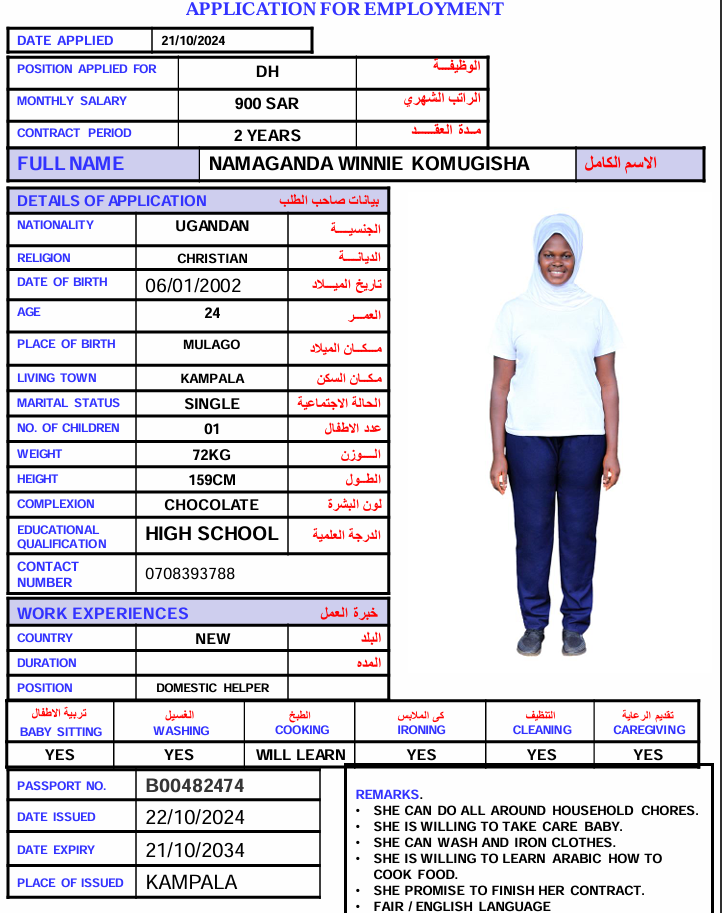 APPLICATION FOR EMPLOYMENT
DATE APPLIED 21/10/2024
POSITION APPLIED FOR DH الوظيفـــة
MONTHLY SALARY 900 SAR الراتب الشهري
CONTRACT PERIOD 2 YEARS مـدة العقـــد
FULL NAME NAMAGANDA WINNIE KOMUGISHA الاسم الكامل
DETAILS OF APPLICATION بيانات صاحب الطلب
NATIONALITY UGANDAN الجنسيـــة
RELIGION CHRISTIAN الديانـــة
DATE OF BIRTH 06/01/2002 تاريخ الميـــلاد
AGE 24 العمـــر
PLACE OF BIRTH MULAGO مـــكـان الميلاد
LIVING TOWN KAMPALA مكـان السكن
MARITAL STATUS SINGLE الحالة الاجتماعية
NO. OF CHILDREN 01 عدد الاطفال
WEIGHT 72KG الـــوزن
HEIGHT 159CM الطـول
COMPLEXION CHOCOLATE لون البشرة
EDUCATIONAL QUALIFICATION HIGH SCHOOL الدرجة العلمية
CONTACT NUMBER 0708393788
WORK EXPERIENCES خبرة العمل
COUNTRY NEW البلد
DURATION المده
POSITION DOMESTIC HELPER
تربية الاطفال الغسيل الطبخ كى الملابس التنظيف تقديم الرعاية
BABY SITTING WASHING COOKING IRONING CLEANING CAREGIVING
YES YES WILL LEARN YES YES YES
PASSPORT NO. B00482474
DATE ISSUED 22/10/2024
DATE EXPIRY 21/10/2034
PLACE OF ISSUED KAMPALA
REMARKS.
• SHE CAN DO ALL AROUND HOUSEHOLD CHORES.
• SHE IS WILLING TO TAKE CARE BABY.
• SHE CAN WASH AND IRON CLOTHES.
• SHE IS WILLING TO LEARN ARABIC HOW TO
COOK FOOD.
• SHE PROMISE TO FINISH HER CONTRACT.
• FAIR / ENGLISH LANGUAGE